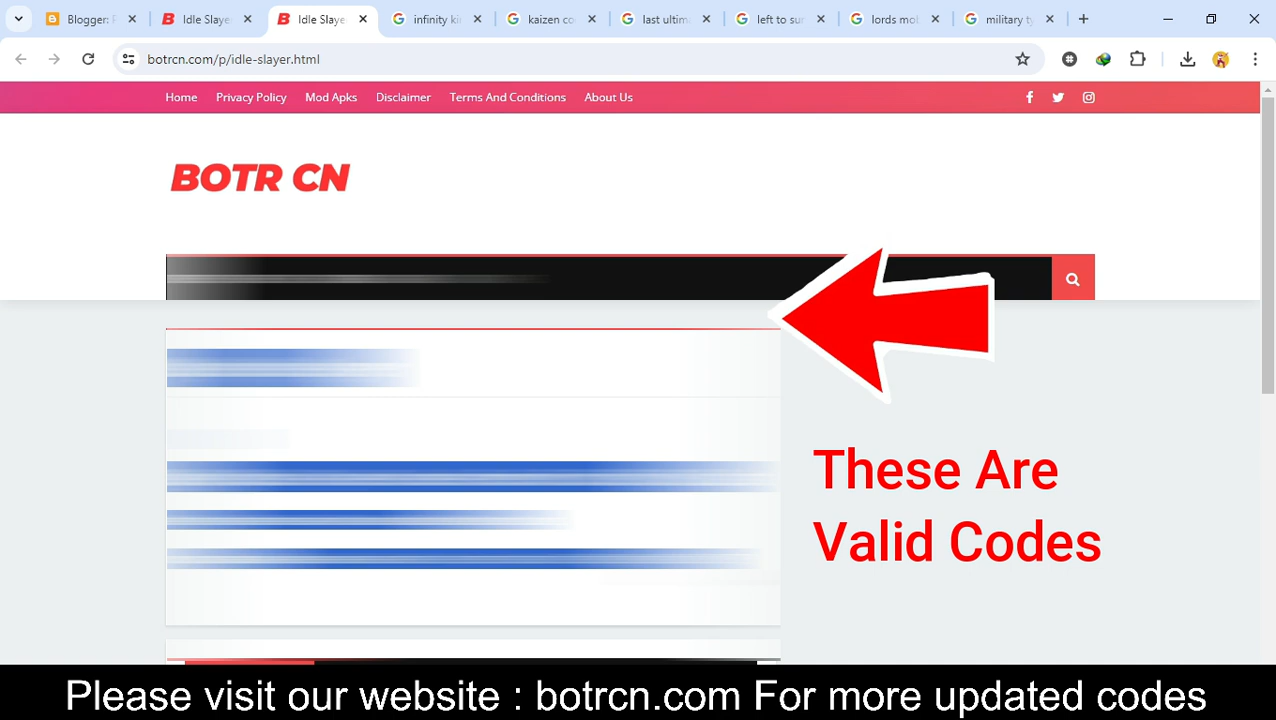 Blogger: P
Idle Slaye
Idle Slaye
infinity ki
kaizen co
last ultim
left to sur
lords mo
military ty
botrcn.com/p/idle-slayer.html
Home Privacy Policy Mod Apks Disclaimer Terms And Conditions About Us
BOTR CN
These Are
Valid Codes
Please visit our website : botrcn.com For more updated codes